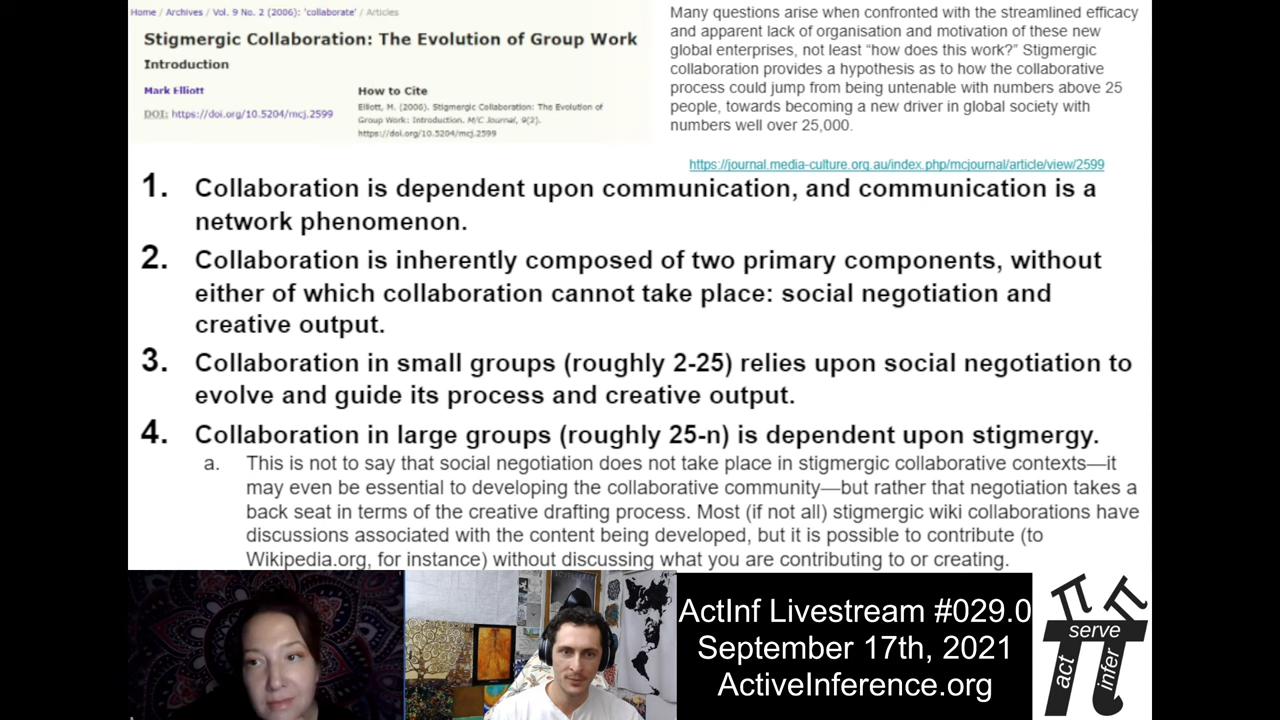 Home / Archives / Vol. 9 No. 2 (2006): 'collaborate' / Articles
Stigmergic Collaboration: The Evolution of Group Work
Introduction
Mark Elliott
DOI: https://doi.org/10.5204/mcj.2599
How to Cite
Elliott, M. (2006). Stigmergic Collaboration: The Evolution of
Group Work: Introduction. M/C Journal, 9(2).
https://doi.org/10.5204/mcj.2599
Many questions arise when confronted with the streamlined efficacy
and apparent lack of organisation and motivation of these new
global enterprises, not least “how does this work?” Stigmergic
collaboration provides a hypothesis as to how the collaborative
process could jump from being untenable with numbers above 25
people, towards becoming a new driver in global society with
numbers well over 25,000.
https://journal.media-culture.org.au/index.php/mcjournal/article/view/2599
1. Collaboration is dependent upon communication, and communication is a
network phenomenon.
2. Collaboration is inherently composed of two primary components, without
either of which collaboration cannot take place: social negotiation and
creative output.
3. Collaboration in small groups (roughly 2-25) relies upon social negotiation to
evolve and guide its process and creative output.
4. Collaboration in large groups (roughly 25-n) is dependent upon stigmergy.
a. This is not to say that social negotiation does not take place in stigmergic collaborative contexts—it
may even be essential to developing the collaborative community—but rather that negotiation takes a
back seat in terms of the creative drafting process. Most (if not all) stigmergic wiki collaborations have
discussions associated with the content being developed, but it is possible to contribute (to
Wikipedia.org, for instance) without discussing what you are contributing to or creating.
ActInf Livestream #029.0
September 17th, 2021
ActiveInference.org
serve
act
infer